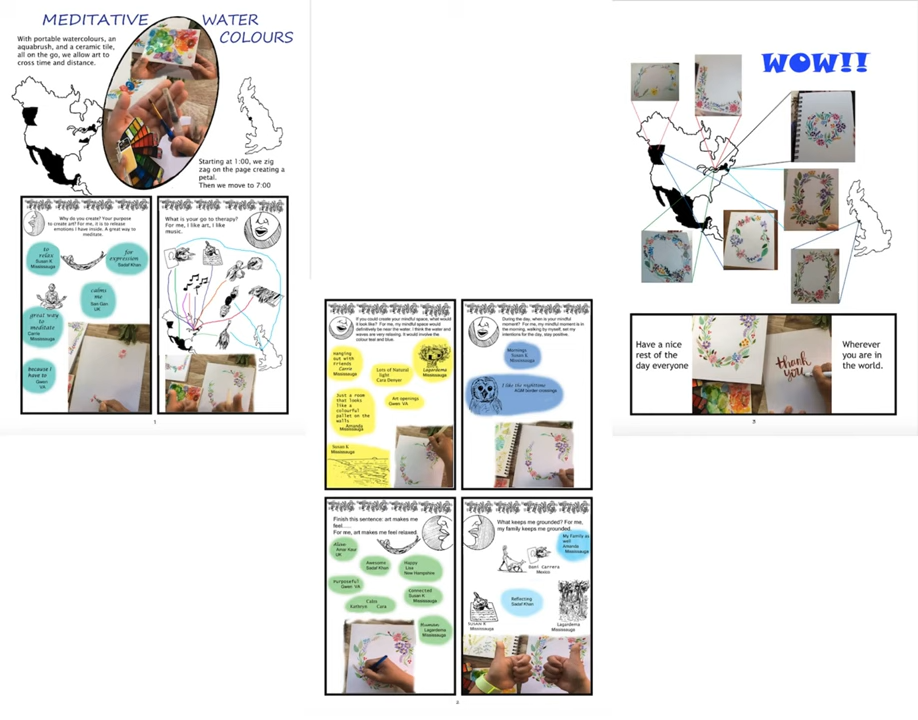 MEDITATIVE WATER
COLOURS
With portable watercolours, an
aquabrush, and a ceramic tile,
all on the go, we allow art to
cross time and distance.
Starting at 1:00, we zig
zag on the page creating a
petal.
Then we move to 7:00
Why do you create? Your purpose
to create art? For me, it is to release
emotions I have inside. A great way to
meditate.
to
relax
Susan K
Mississauga
for
expression
Sadaf Khan
calms
me
UK
great way
to
meditate
Carrie
Mississauga
Because I
have to
Gwen
VA
What is your go to therapy?
For me, I like art, I like
music.
1
If you could create your mindful space, what would
it look like? For me, my mindful space would
definitely be near the water. I think the water and
waves are very relaxing. It would involve the
colour teal and blue.
Hanging
out with
Friends
Carrie
Mississauga
Lots of Natural
light
Cara Denyer
Lagardema
Mississauga
Just a room
that looks
like a
colourful
pallet on the
walls
Amanda
Mississauga
Art openings
Gwen VA
Susan K
Mississauga
During the day, when is your mindful
moment? For me, my mindful moment is in
the morning, walking by myself, set my
intentions for the day, stay positive.
Mornings
Susan K
Mississauga
I like the nighttime
Finish this sentence: art makes me
feel.....
For me, art makes me feel relaxed
Alive
UK
Awesome
Sadaf Khan
Happy
Lisa
New Hampshire
Purposeful
Gwen VA
connected
Susan K
Mississauga
Calm
Kathryn Cara
Lagardema
Mississauga
What keeps me grounded? For me,
my family keeps me grounded.
My Family as
well
Amanda
Mississauga
Carrera
Mexico
Reflecting
Sadaf Khan
SUSAN K
Mississauga
Lagardema
Mississauga
WOW!!
Have a nice
rest of the
day everyone
thank
you
Wherever
you are in
the world.
3